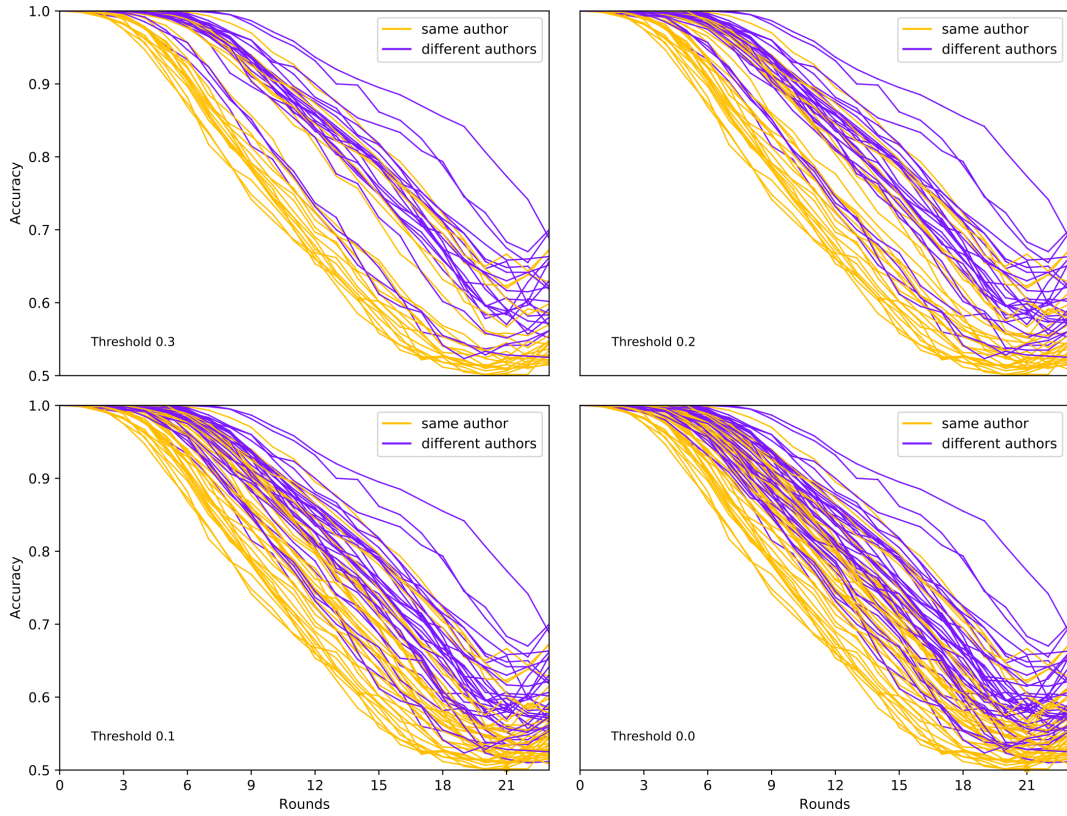 1.0
0.9
0.8
0.7
0.6
0.5
Accuracy
same author
different authors
Threshold 0.3
same author
different authors
Threshold 0.2
1.0
0.9
0.8
0.7
0.6
0.5
Accuracy
same author
different authors
Threshold 0.1
0 3 6 9 12 15 18 21
Rounds
same author
different authors
Threshold 0.0
0 3 6 9 12 15 18 21
Rounds